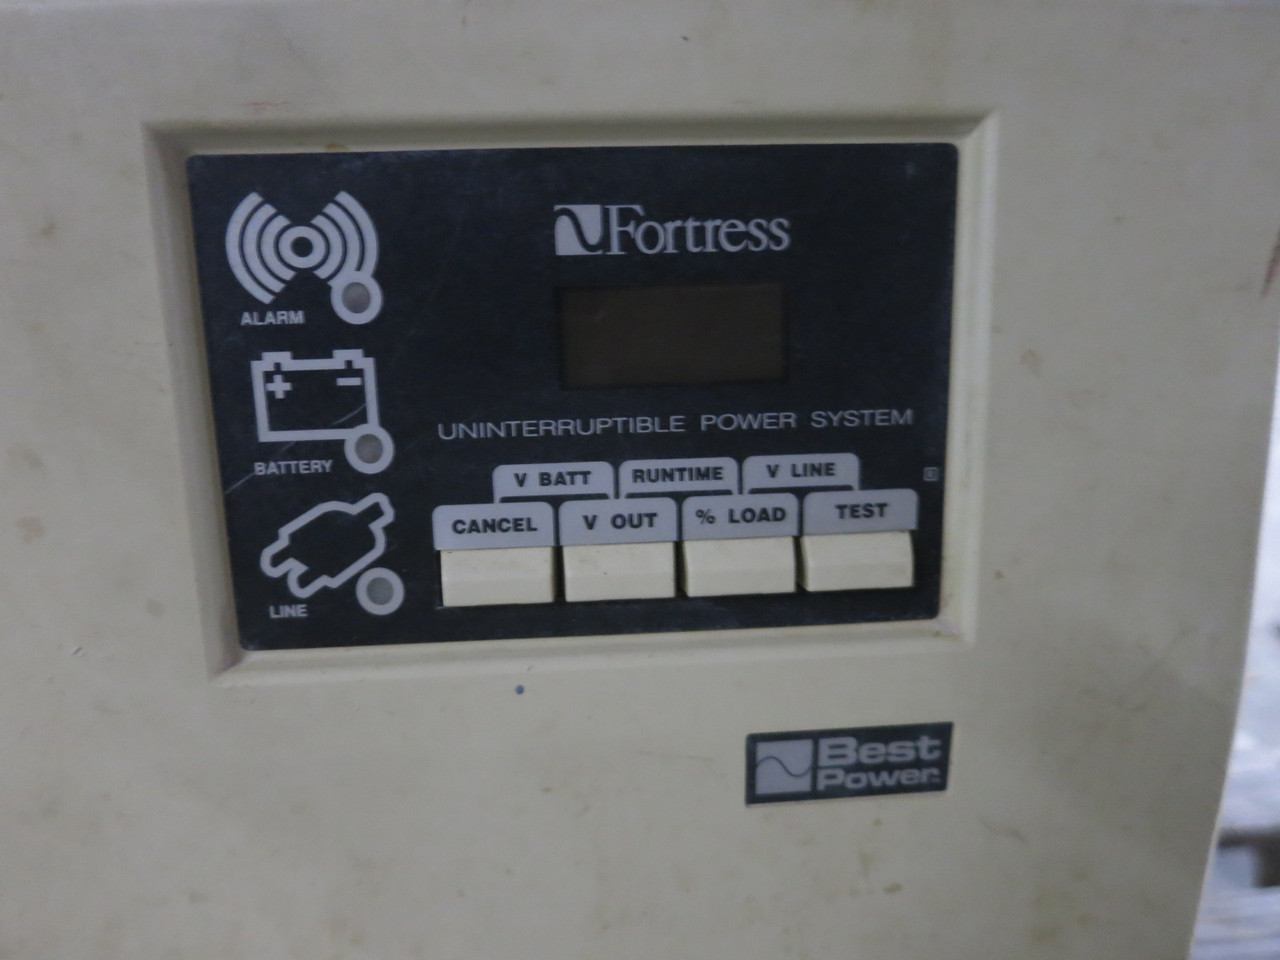 Fortress
ALARM
BATTERY
LINE
UNINTERRUPTIBLE POWER SYSTEM
V BATT RUNTIME V LINE
CANCEL V OUT % LOAD TEST
Best
Power